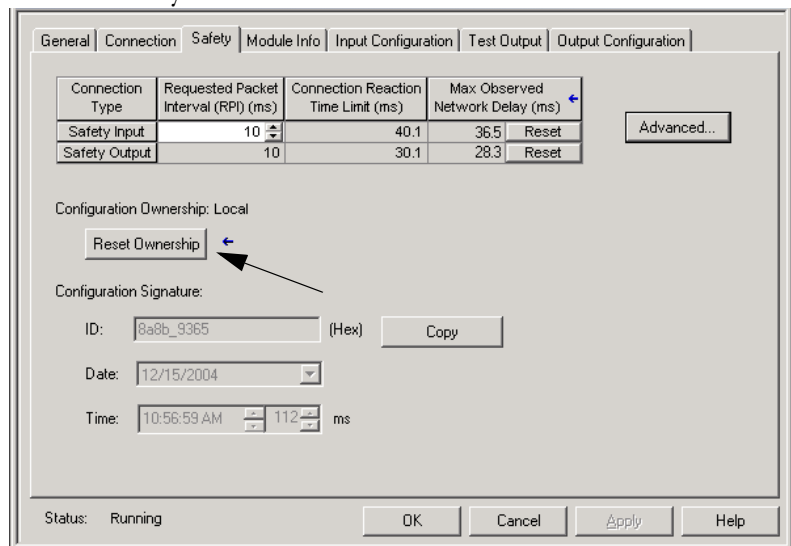 General Connection Safety Module Info Input Configuration Test Output Output Configuration
Connection Type Requested Packet Interval (RPI) (ms) Connection Reaction Time Limit (ms) Max Observed Network Delay (ms)
Safety Input 10 40.1 36.5 Reset
Safety Output 10 30.1 28.3 Reset
Advanced...
Configuration Ownership: Local
Reset Ownership
Configuration Signature:
ID: 8a8b_9365 (Hex) Copy
Date: 12/15/2004
Time: 10:56:59 AM 112 ms
Status: Running OK Cancel Apply Help